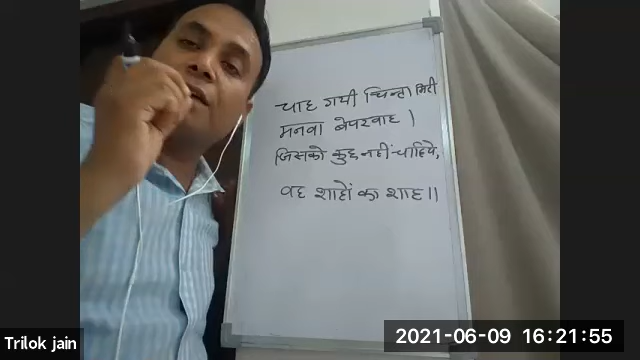 चाह गयी चिन्ता मिटी
मनवा बेपरवाह।
जिसको कुछ नहीं चाहिये,
वह शाहों का शाह॥
2021-06-09 16:21:55
Trilok jain